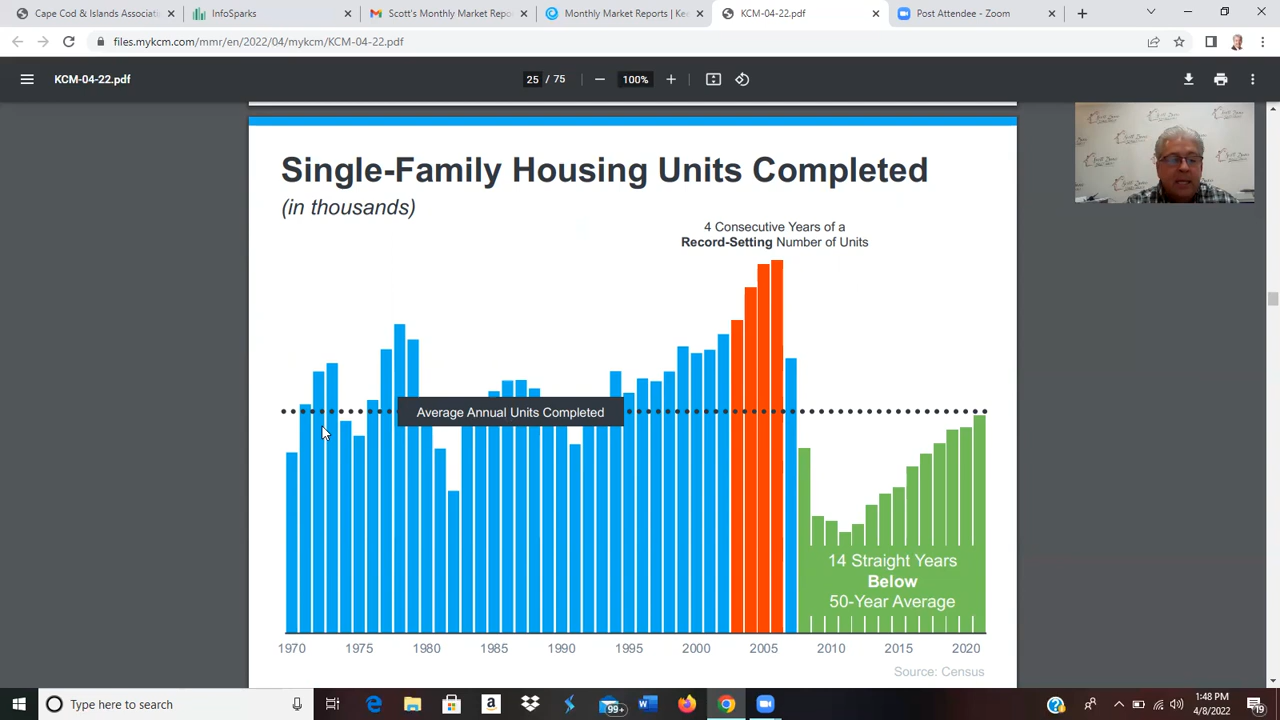 Cape Cod & Islands Associati
InfoSparks
Scott's Monthly Market Repo
Monthly Market Reports | Kee
KCM-04-22.pdf
Post Attendee - Zoom
files.mykcm.com/mmr/en/2022/04/mykcm/KCM-04-22.pdf
KCM-04-22.pdf
25 / 75
100%
Single-Family Housing Units Completed
(in thousands)
4 Consecutive Years of a
Record-Setting Number of Units
Average Annual Units Completed
14 Straight Years
Below
50-Year Average
1970 1975 1980 1985 1990 1995 2000 2005 2010 2015 2020
Source: Census
Type here to search
99+
1:48 PM
4/8/2022